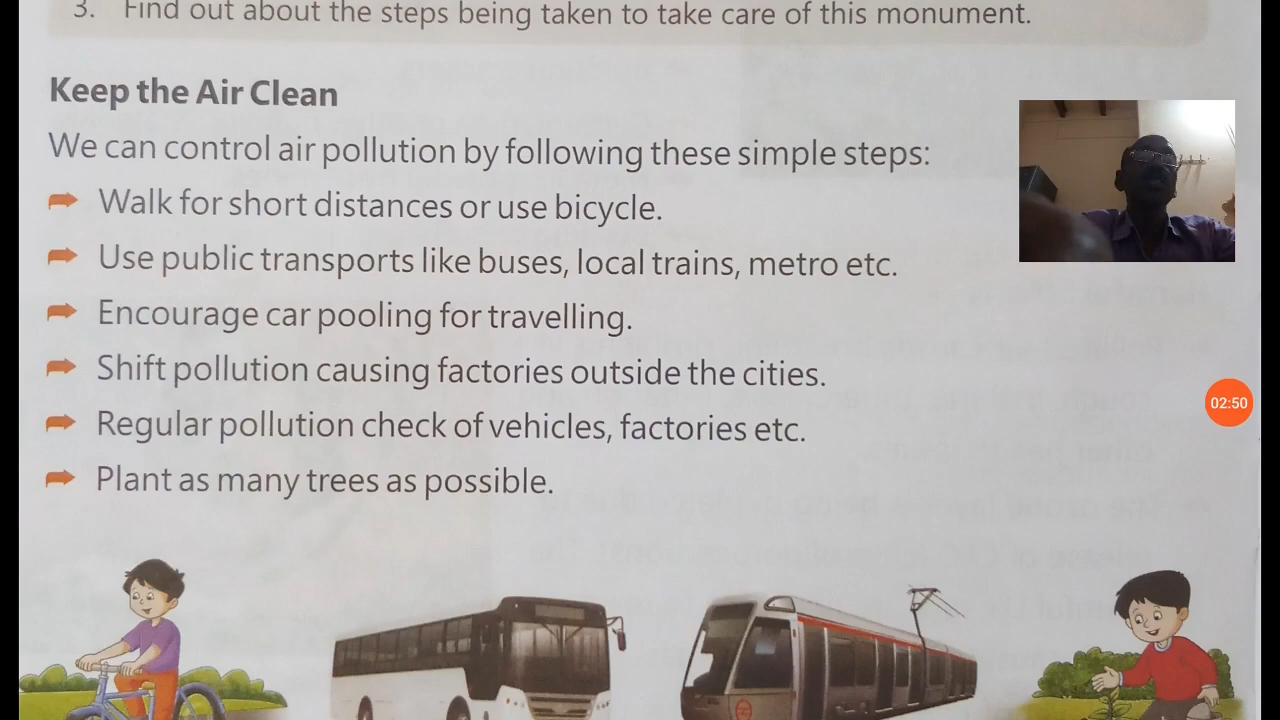 3. Find out about the steps being taken to take care of this monument.
Keep the Air Clean
We can control air pollution by following these simple steps:
Walk for short distances or use bicycle.
Use public transports like buses, local trains, metro etc.
Encourage car pooling for travelling.
Shift pollution causing factories outside the cities.
Regular pollution check of vehicles, factories etc.
Plant as many trees as possible.
02:50